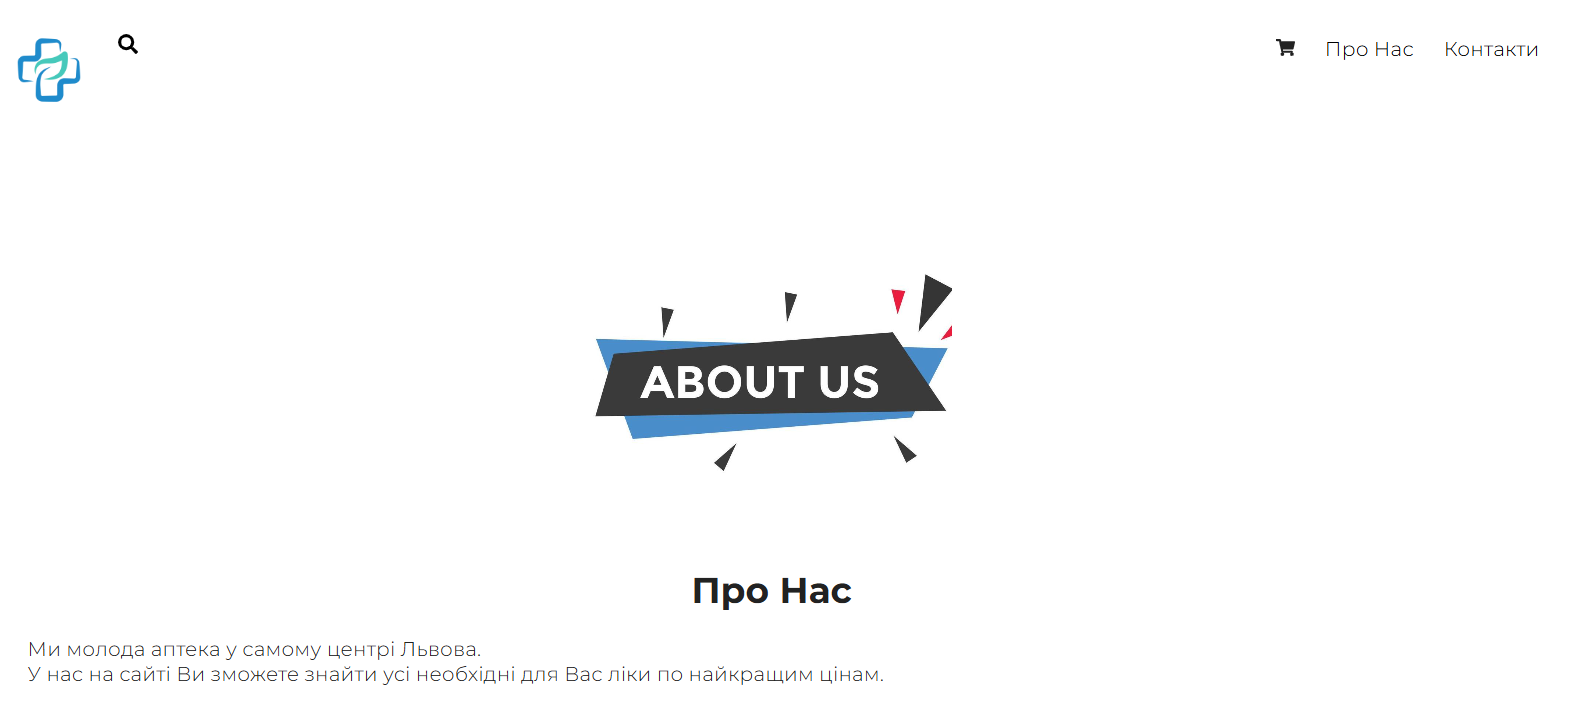 Про Нас
Контакти
ABOUT US
Про Нас
Ми молода аптека у самому центрі Львова.
У нас на сайті Ви зможете знайти усі необхідні для Вас ліки по найкращим цінам.